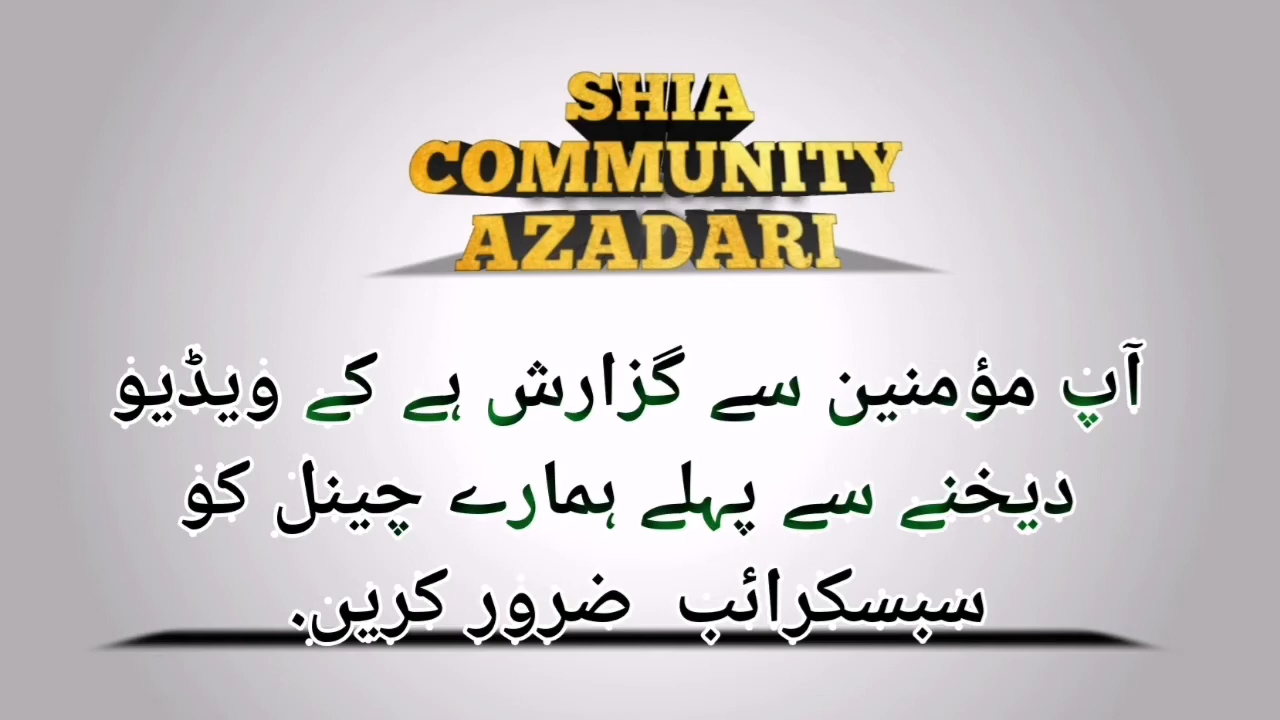 SHIA
COMMUNITY
AZADARI
آپ مؤمنین سے گزارش ہے کے ویڈیو
دیخنے سے پہلے ہمارے چینل کو
سبسکرائب ضرور کریں.